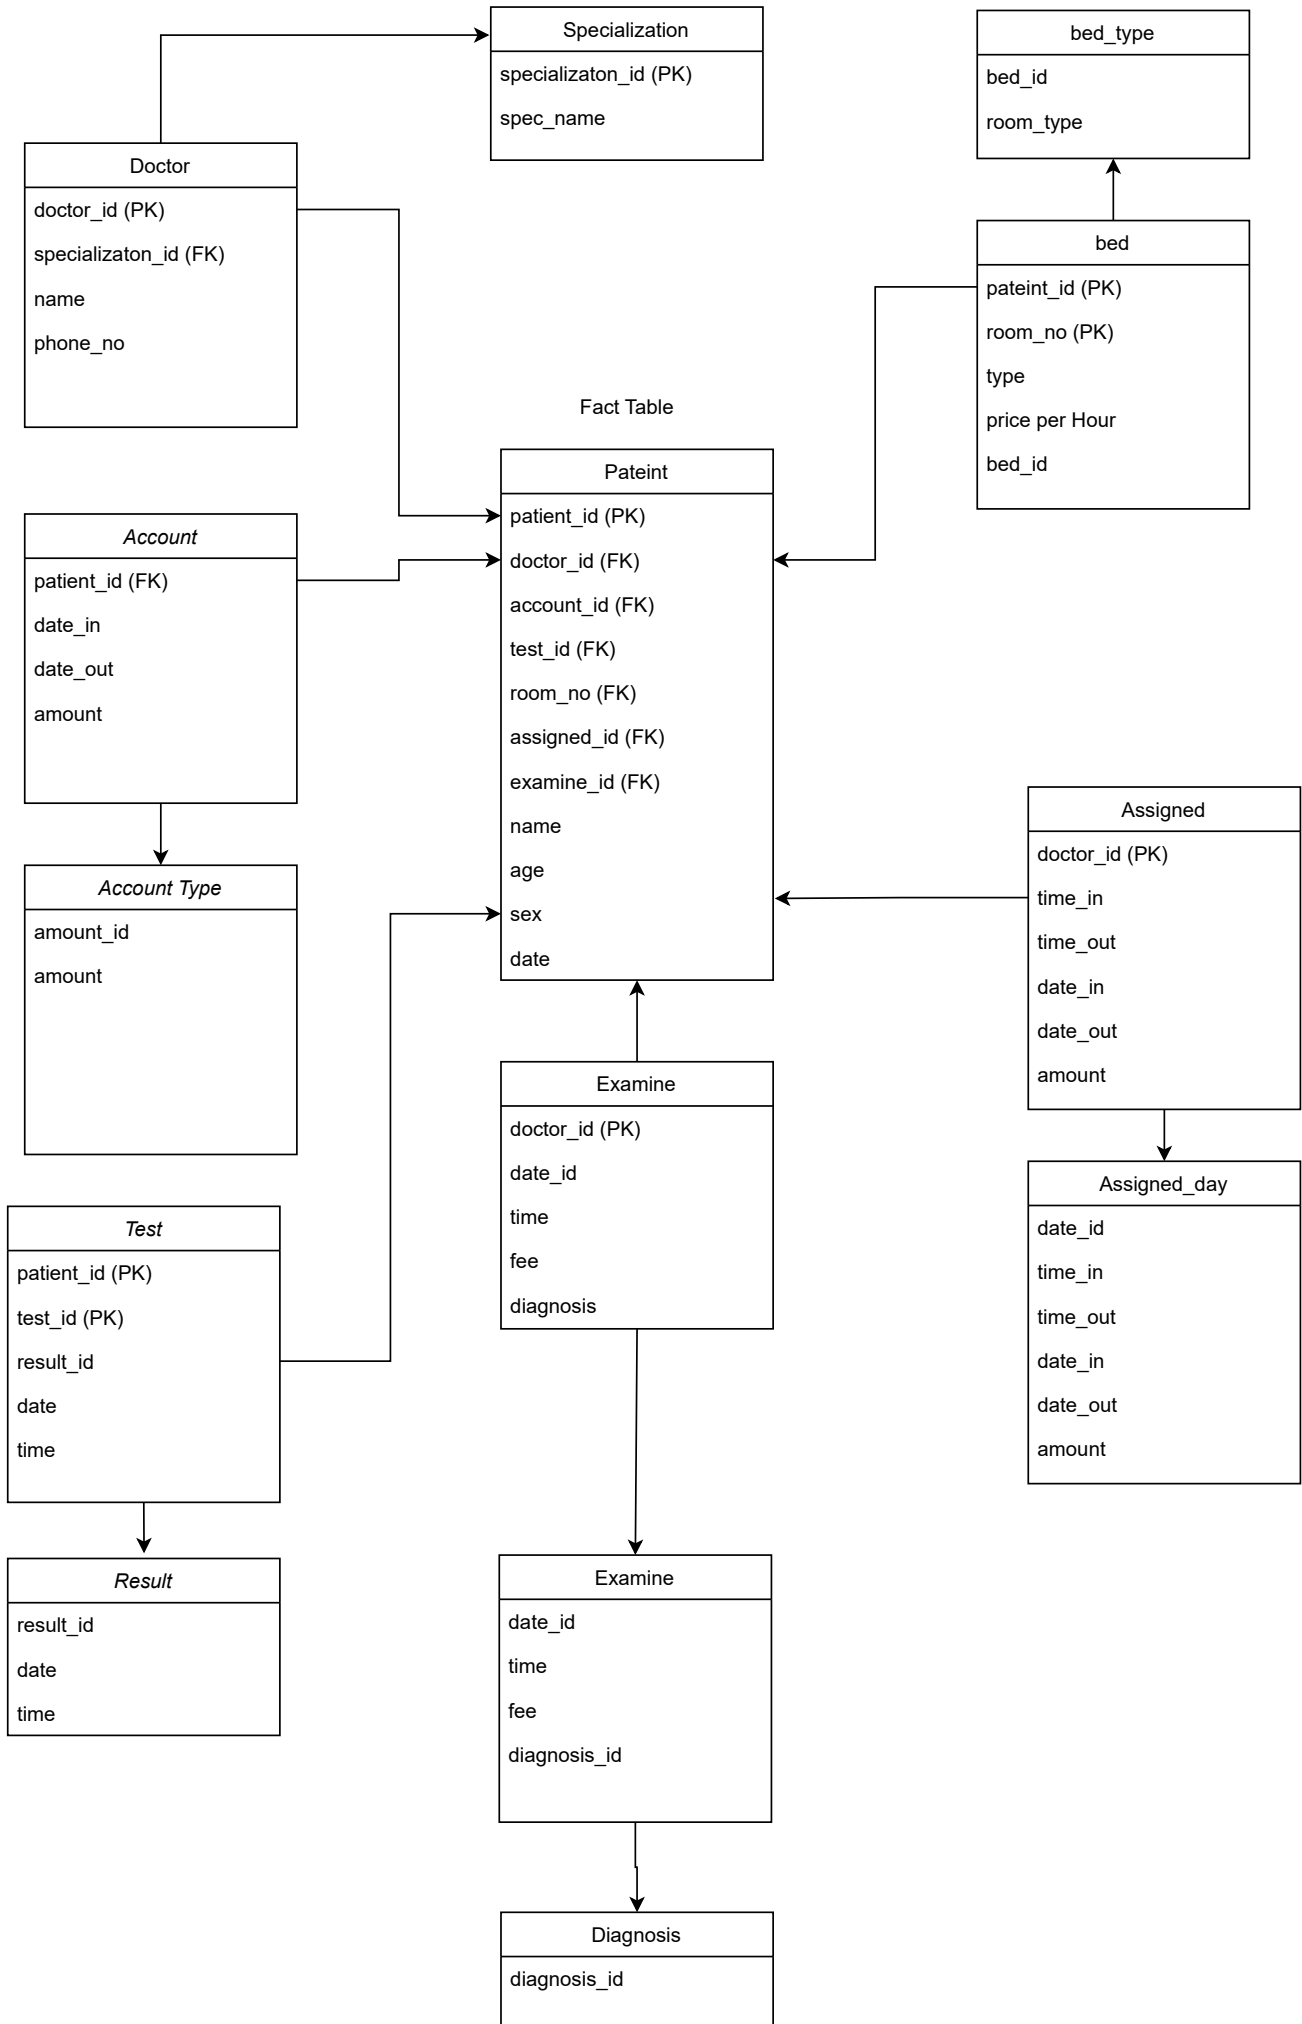 Specialization
specializaton_id (PK)
spec_name
bed_type
bed_id
room_type
Doctor
doctor_id (PK)
specializaton_id (FK)
name
phone_no
bed
pateint_id (PK)
room_no (PK)
type
price per Hour
bed_id
Fact Table
Pateint
patient_id (PK)
doctor_id (FK)
account_id (FK)
test_id (FK)
room_no (FK)
assigned_id (FK)
examine_id (FK)
name
age
sex
date
Account
patient_id (FK)
date_in
date_out
amount
Account Type
amount_id
amount
Assigned
doctor_id (PK)
time_in
time_out
date_in
date_out
amount
Assigned_day
date_id
time_in
time_out
date_in
date_out
amount
Examine
doctor_id (PK)
date_id
time
fee
diagnosis
Test
patient_id (PK)
test_id (PK)
result_id
date
time
Result
result_id
date
time
Examine
date_id
time
fee
diagnosis_id
Diagnosis
diagnosis_id